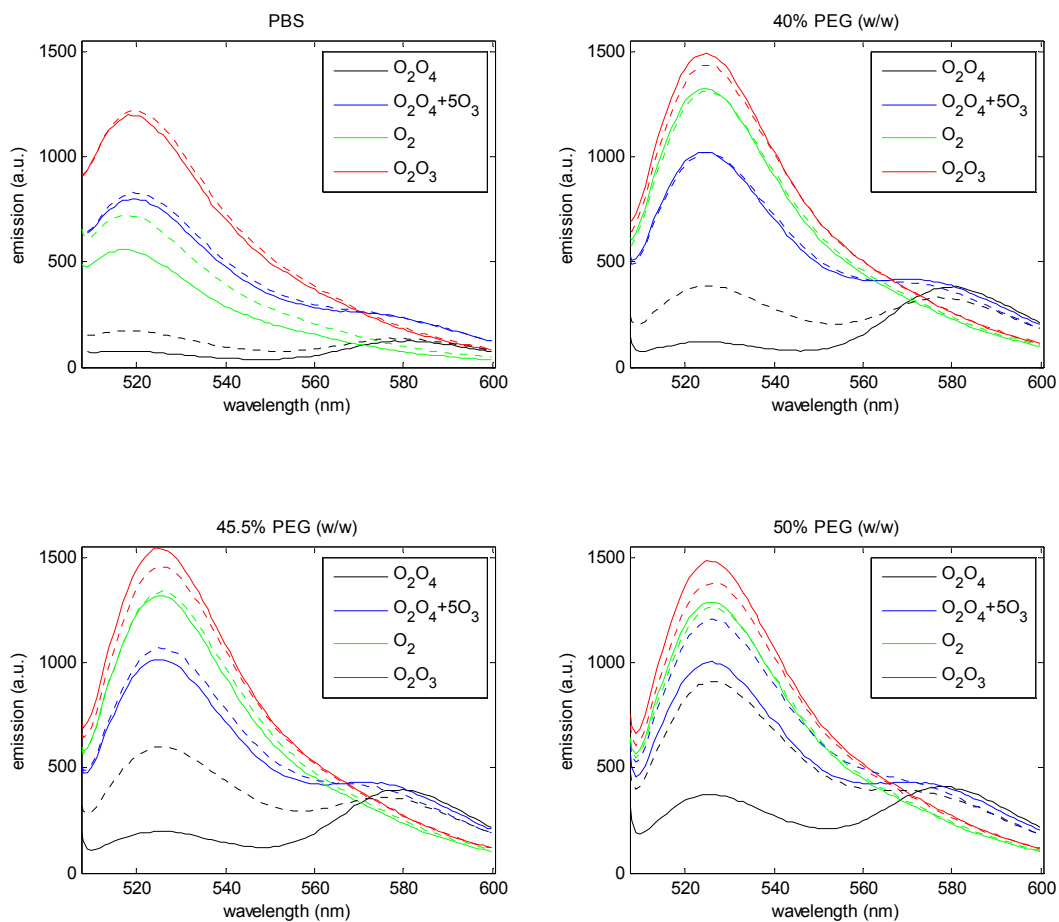 PBS
1500
1000
500
0
emission (a.u.)
O2O4
O2O4+5O3
O2
O2O3
520 540 560 580 600
wavelength (nm)
40% PEG (w/w)
1500
1000
500
0
emission (a.u.)
O2O4
O2O4+5O3
O2
O2O3
520 540 560 580 600
wavelength (nm)
45.5% PEG (w/w)
1500
1000
500
0
emission (a.u.)
O2O4
O2O4+5O3
O2
O2O3
520 540 560 580 600
wavelength (nm)
50% PEG (w/w)
1500
1000
500
0
emission (a.u.)
O2O4
O2O4+5O3
O2
O2O3
520 540 560 580 600
wavelength (nm)